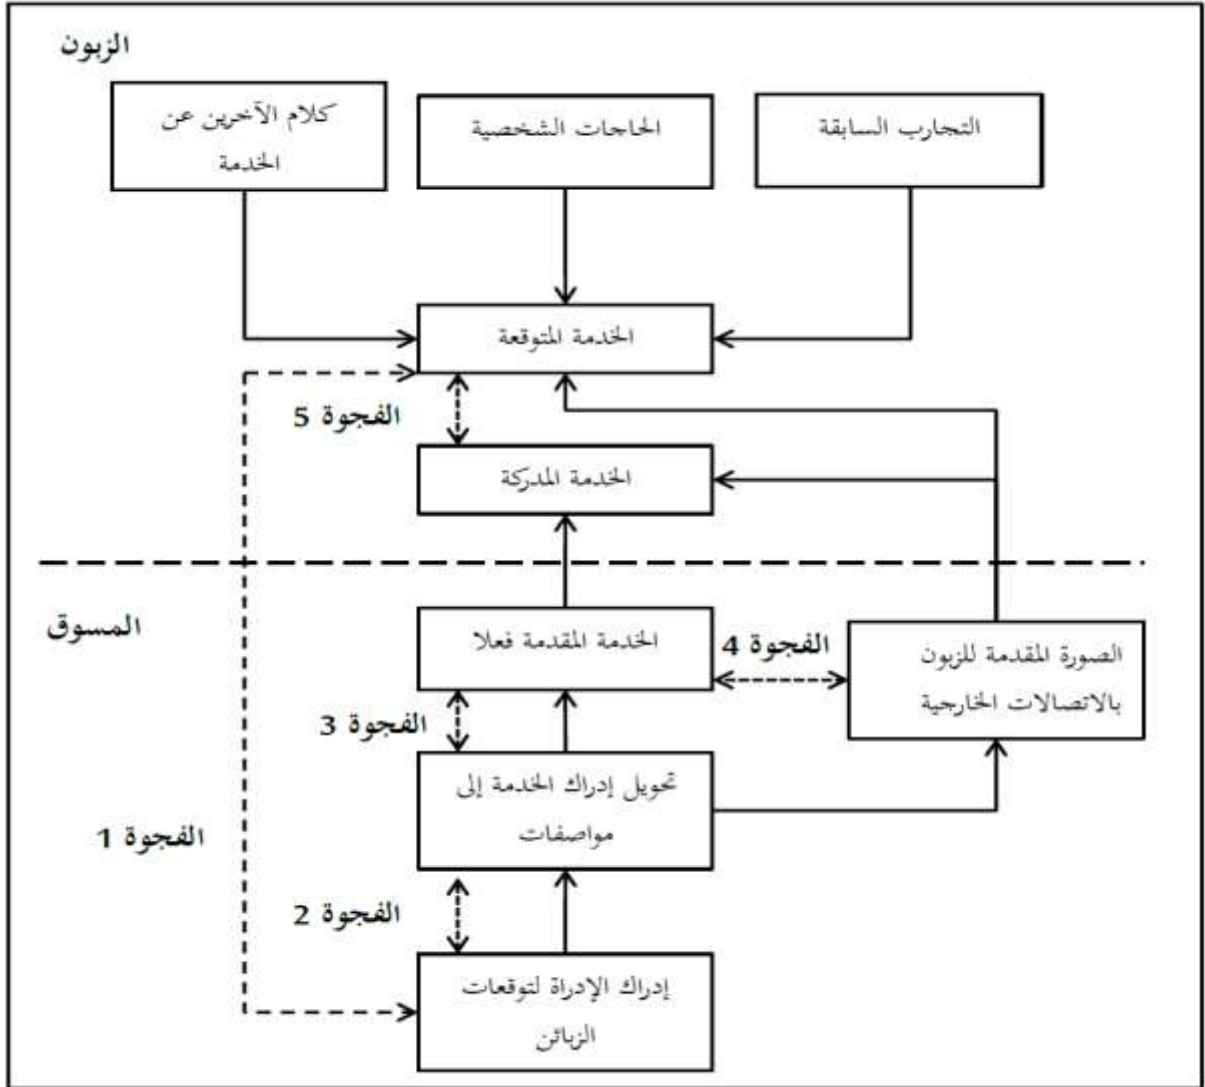 الزبون
التجارب السابقة
الحاجات الشخصية
كلام الآخرين عن
الخدمة
الخدمة المتوقعة
الفجوة 5
الخدمة المدركة
المسوق
الخدمة المقدمة فعلا
الفجوة 4
الصورة المقدمة للزبون
بالاتصالات الخارجية
الفجوة 3
تحويل إدراك الخدمة إلى
مواصفات
الفجوة 1
الفجوة 2
إدراك الإدراة لتوقعات
الزبائن